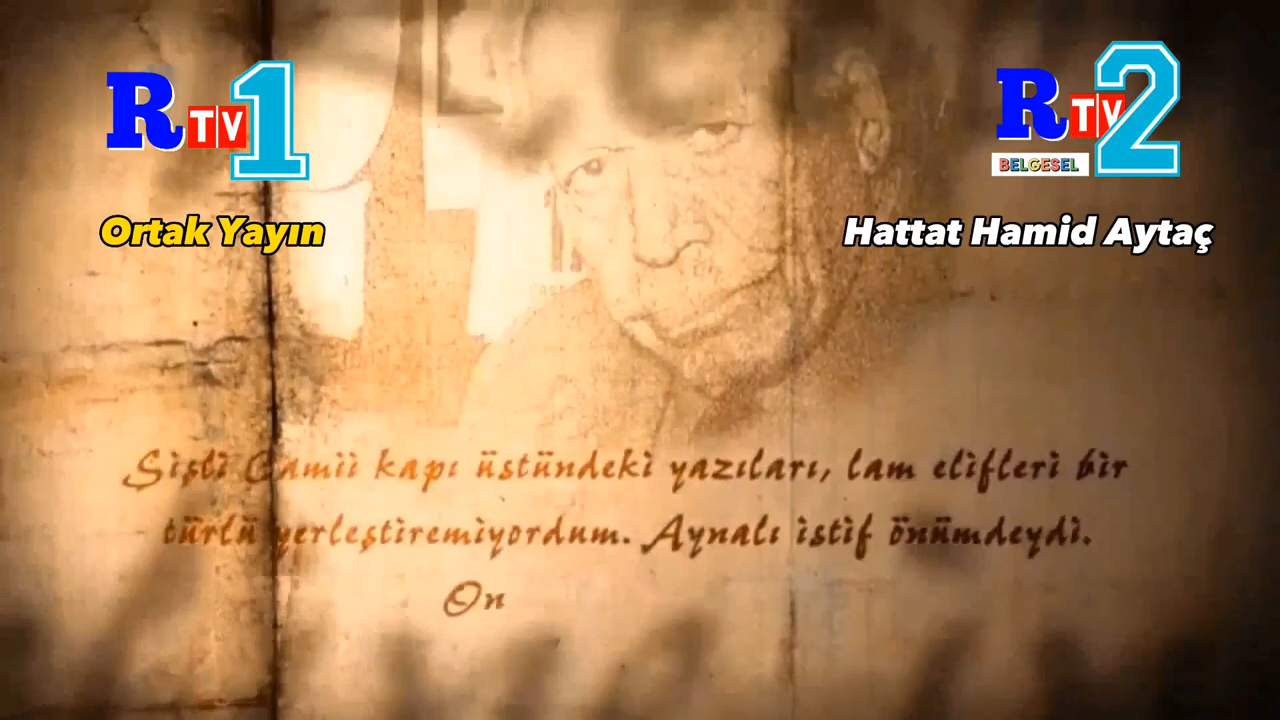 RTV1
RTV2
BELGESEL
Ortak Yayın
Hattat Hamid Aytaç
Şişli Camii kapı üstündeki yazıları, lam elifleri bir
türlü yerleştiremiyordum. Aynalı istif önümdeydi.
On